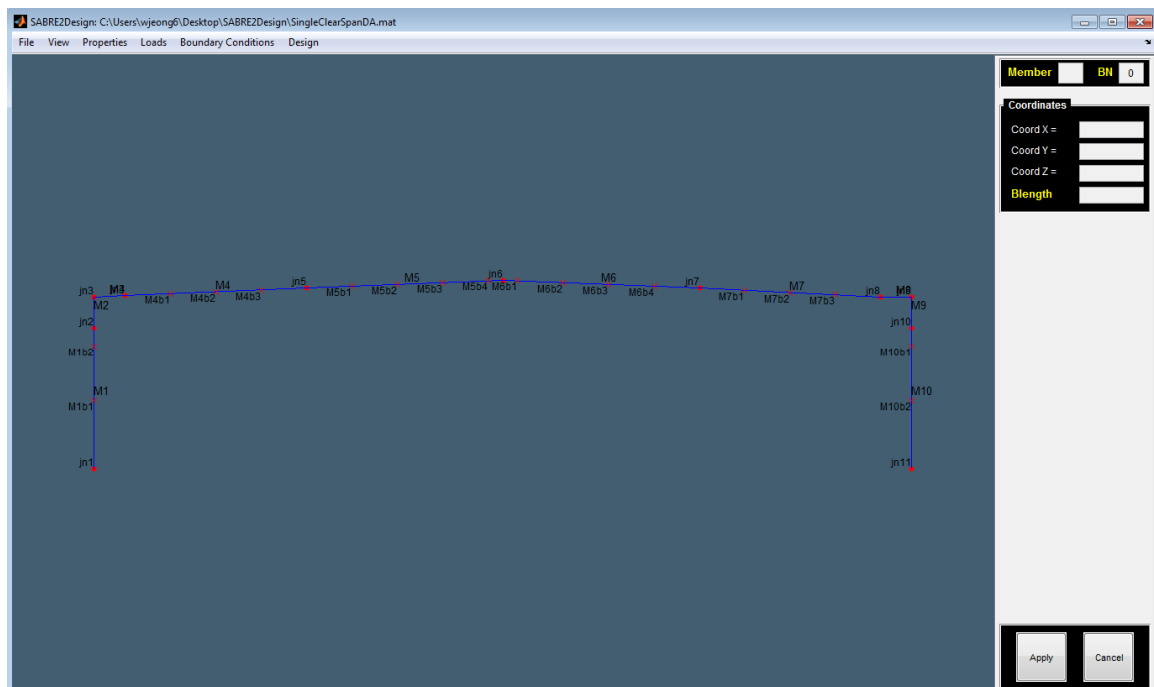 SABRE2Design: C:\Users\wjeong6\Desktop\SABRE2Design\SingleClearSpanDA.mat
File View Properties Loads Boundary Conditions Design
Member BN 0
Coordinates
Coord X =
Coord Y =
Coord Z =
Blength
jn6
M5 M6
jn5 jn7
M4 M7
jn3 jn8
M4b1 M4b2 M4b3 M5b1 M5b2 M5b3 M5b4 M6b1 M6b2 M6b3 M6b4 M7b1 M7b2 M7b3
M2 M9
jn2 jn10
M1b2 M10b1
M1 M10
M1b1 M10b2
jn1 jn11
Apply Cancel